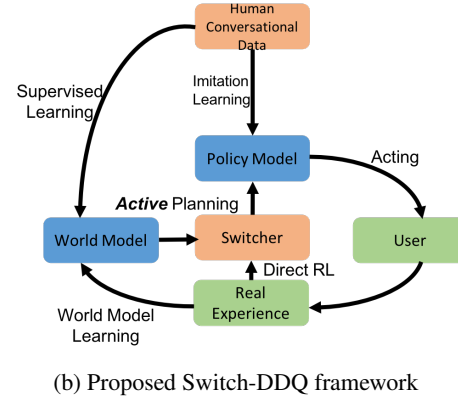 Human
Conversational
Data
Supervised
Learning
Imitation
Learning
Policy Model
Acting
Active Planning
World Model
Switcher
User
Direct RL
Real
Experience
World Model
Learning
(b) Proposed Switch-DDQ framework